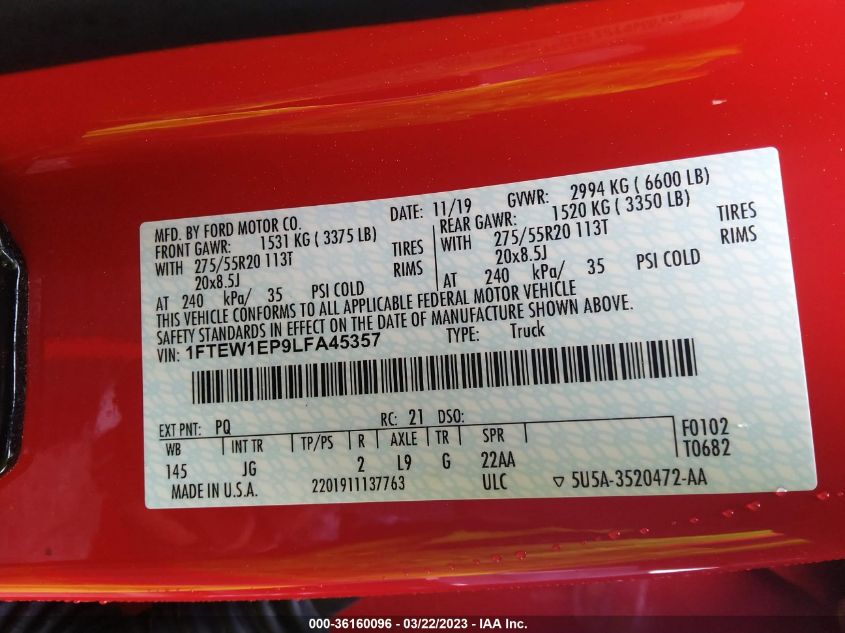 MFD. BY FORD MOTOR CO. DATE: 11/19 GVWR: 2994 KG ( 6600 LB)
FRONT GAWR: 1531 KG ( 3375 LB) REAR GAWR: 1520 KG ( 3350 LB)
WITH 275/55R20 113T TIRES WITH 275/55R20 113T TIRES
20x8.5J RIMS 20x8.5J RIMS
AT 240 kPa/ 35 PSI COLD AT 240 kPa/ 35 PSI COLD
THIS VEHICLE CONFORMS TO ALL APPLICABLE FEDERAL MOTOR VEHICLE
SAFETY STANDARDS IN EFFECT ON THE DATE OF MANUFACTURE SHOWN ABOVE.
VIN: 1FTEW1EP9LFA45357 TYPE: Truck
EXT PNT: PQ RC: 21 DSO: F0102
WB INT TR TP/PS R AXLE TR SPR T0682
145 JG 2 L9 G 22AA
MADE IN U.S.A. 2201911137763 ULC ▽ 5U5A-3520472-AA
000-36160096 - 03/22/2023 - IAA Inc.